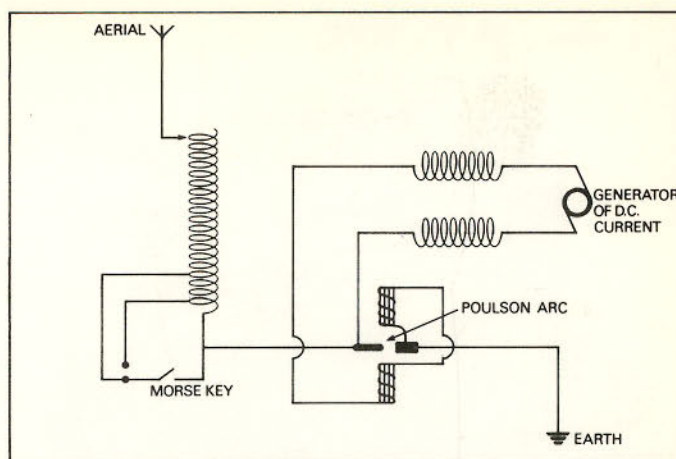 AERIAL
GENERATOR
OF D.C.
CURRENT
POULSON ARC
MORSE KEY
EARTH